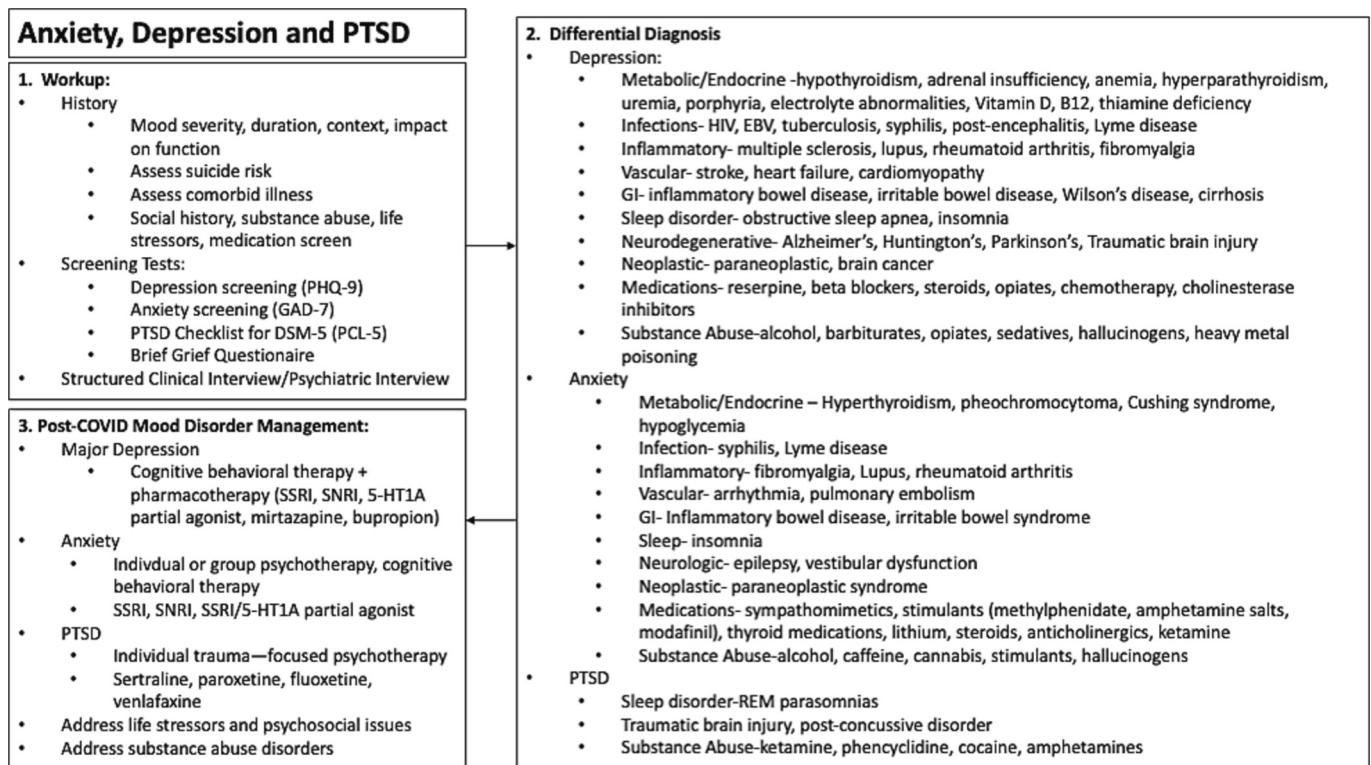 Anxiety, Depression and PTSD
1. Workup:
• History
• Mood severity, duration, context, impact
on function
• Assess suicide risk
• Assess comorbid illness
• Social history, substance abuse, life
stressors, medication screen
• Screening Tests:
• Depression screening (PHQ-9)
• Anxiety screening (GAD-7)
• PTSD Checklist for DSM-5 (PCL-5)
• Brief Grief Questionaire
• Structured Clinical Interview/Psychiatric Interview
2. Differential Diagnosis
• Depression:
• Metabolic/Endocrine -hypothyroidism, adrenal insufficiency, anemia, hyperparathyroidism,
uremia, porphyria, electrolyte abnormalities, Vitamin D, B12, thiamine deficiency
• Infections- HIV, EBV, tuberculosis, syphilis, post-encephalitis, Lyme disease
• Inflammatory- multiple sclerosis, lupus, rheumatoid arthritis, fibromyalgia
• Vascular- stroke, heart failure, cardiomyopathy
• GI- inflammatory bowel disease, irritable bowel disease, Wilson's disease, cirrhosis
• Sleep disorder- obstructive sleep apnea, insomnia
• Neurodegenerative- Alzheimer's, Huntington's, Parkinson's, Traumatic brain injury
• Neoplastic- paraneoplastic, brain cancer
• Medications- reserpine, beta blockers, steroids, opiates, chemotherapy, cholinesterase
inhibitors
• Substance Abuse-alcohol, barbiturates, opiates, sedatives, hallucinogens, heavy metal
poisoning
• Anxiety
• Metabolic/Endocrine – Hyperthyroidism, pheochromocytoma, Cushing syndrome,
hypoglycemia
• Infection- syphilis, Lyme disease
• Inflammatory- fibromyalgia, Lupus, rheumatoid arthritis
• Vascular- arrhythmia, pulmonary embolism
• GI- Inflammatory bowel disease, irritable bowel syndrome
• Sleep- insomnia
• Neurologic- epilepsy, vestibular dysfunction
• Neoplastic- paraneoplastic syndrome
• Medications- sympathomimetics, stimulants (methylphenidate, amphetamine salts,
modafinil), thyroid medications, lithium, steroids, anticholinergics, ketamine
• Substance Abuse-alcohol, caffeine, cannabis, stimulants, hallucinogens
• PTSD
• Sleep disorder-REM parasomnias
• Traumatic brain injury, post-concussive disorder
• Substance Abuse-ketamine, phencyclidine, cocaine, amphetamines
3. Post-COVID Mood Disorder Management:
• Major Depression
• Cognitive behavioral therapy +
pharmacotherapy (SSRI, SNRI, 5-HT1A
partial agonist, mirtazapine, bupropion)
• Anxiety
• Indivdual or group psychotherapy, cognitive
behavioral therapy
• SSRI, SNRI, SSRI/5-HT1A partial agonist
• PTSD
• Individual trauma—focused psychotherapy
• Sertraline, paroxetine, fluoxetine,
venlafaxine
• Address life stressors and psychosocial issues
• Address substance abuse disorders